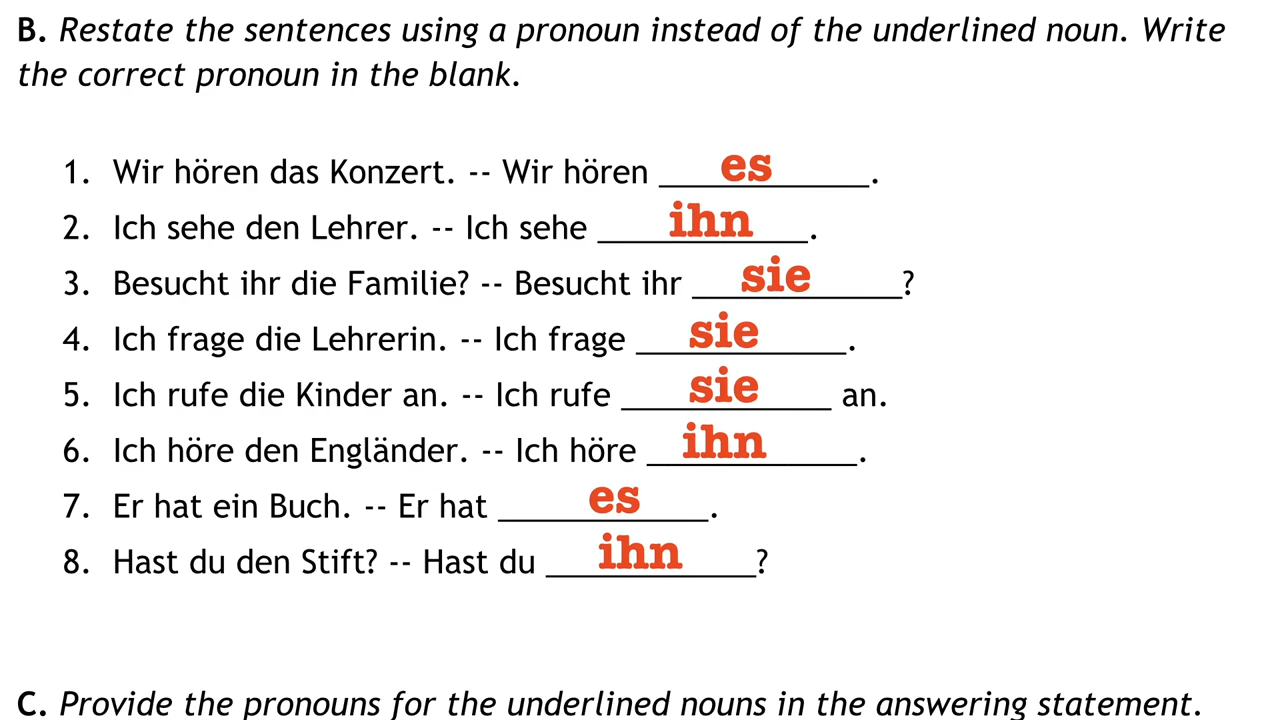 B. Restate the sentences using a pronoun instead of the underlined noun. Write
the correct pronoun in the blank.
1. Wir hören das Konzert. -- Wir hören es.
2. Ich sehe den Lehrer. -- Ich sehe ihn.
3. Besucht ihr die Familie? -- Besucht ihr sie?
4. Ich frage die Lehrerin. -- Ich frage sie.
5. Ich rufe die Kinder an. -- Ich rufe sie an.
6. Ich höre den Engländer. -- Ich höre ihn.
7. Er hat ein Buch. -- Er hat es.
8. Hast du den Stift? -- Hast du ihn?
C. Provide the pronouns for the underlined nouns in the answering statement.